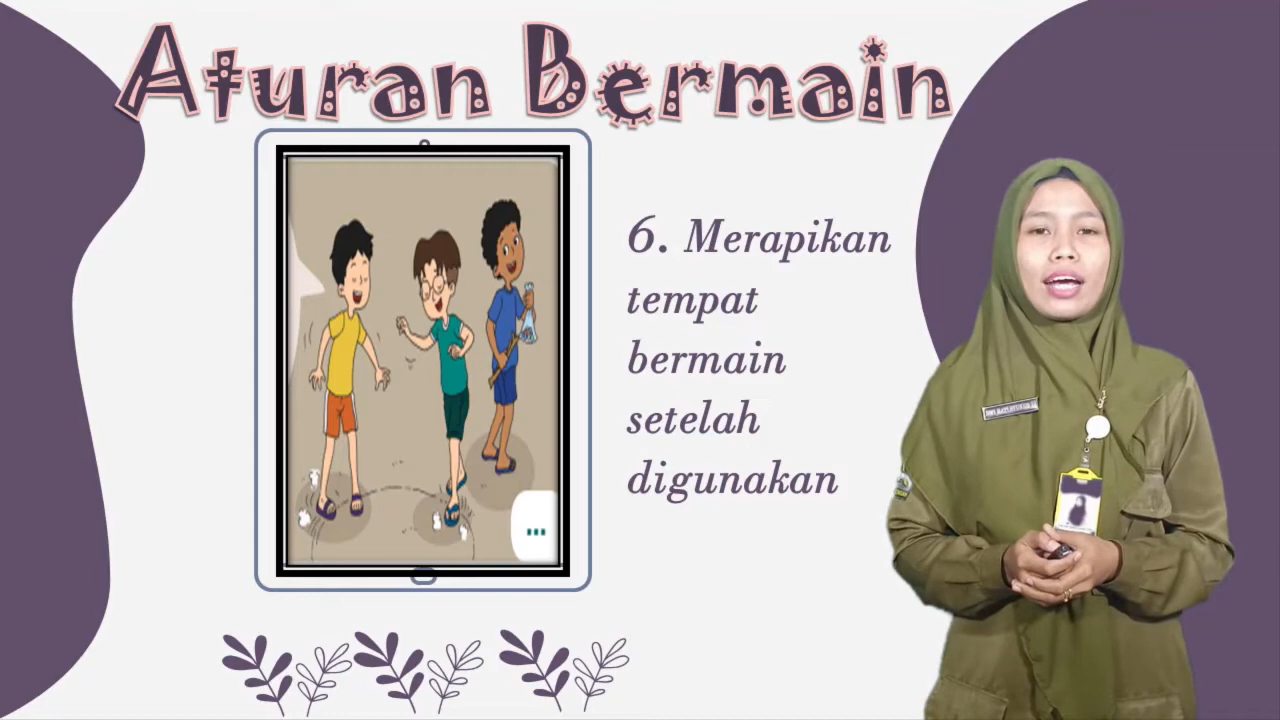 Aturan Bermain
6. Merapikan
tempat
bermain
setelah
digunakan
...